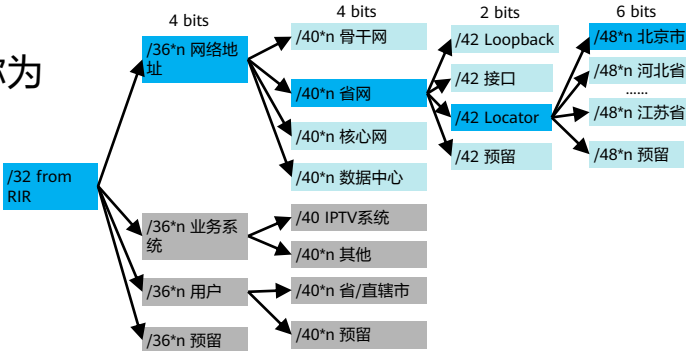 4 bits
4 bits
2 bits
6 bits
为
/32 from
RIR
/36*n 网络地
址
/36*n 业务系
统
/36*n 用户
/36*n 预留
/40*n 骨干网
/40*n 省网
/40*n 核心网
/40*n 数据中心
/40 IPTV系统
/40*n 其他
/40*n 省/直辖市
/40*n 预留
/42 Loopback
/42 接口
/42 Locator
/42 预留
/48*n 北京市
/48*n 河北省
......
/48*n 江苏省
/48*n 预留